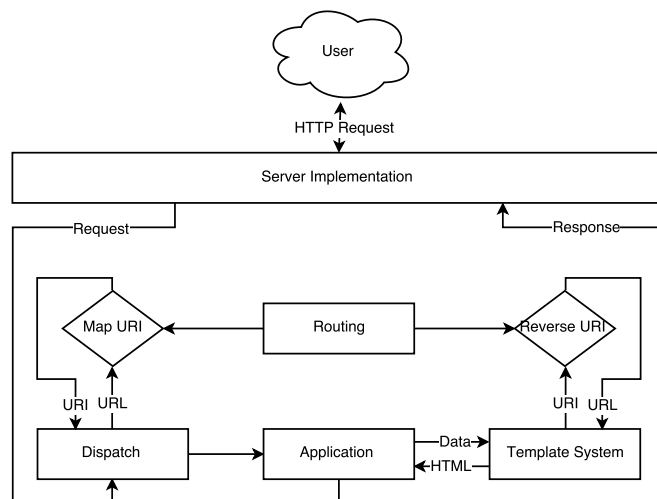 User
HTTP Request
Server Implementation
Request
Response
Map URI
Routing
Reverse URI
URI
URL
URI
URL
Dispatch
Application
Data
HTML
Template System